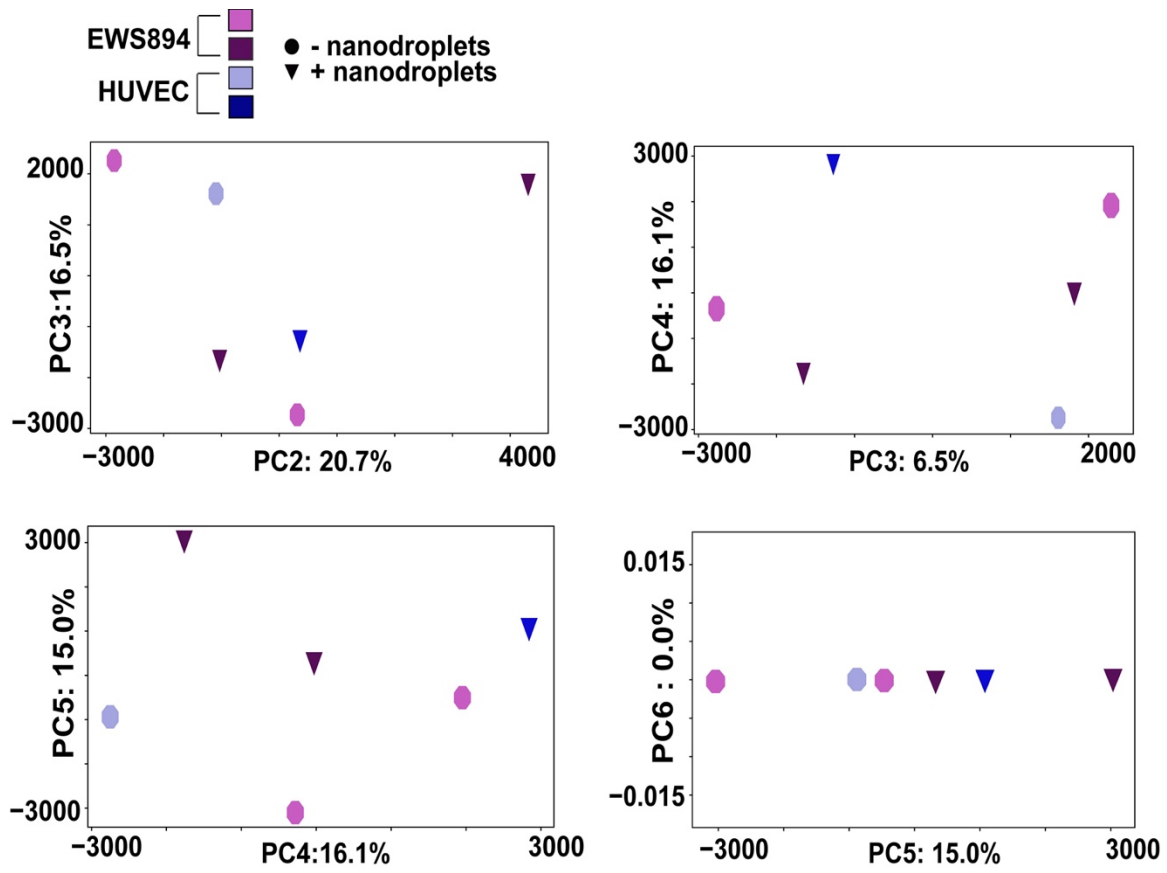 EWS894
HUVEC
- nanodroplets
+ nanodroplets
2000
−3000
PC3:16.5%
−3000
PC2: 20.7%
4000
3000
−3000
PC4: 16.1%
−3000
PC3: 6.5%
2000
3000
−3000
PC5: 15.0%
−3000
PC4:16.1%
3000
0.015
−0.015
PC6 : 0.0%
−3000
PC5: 15.0%
3000